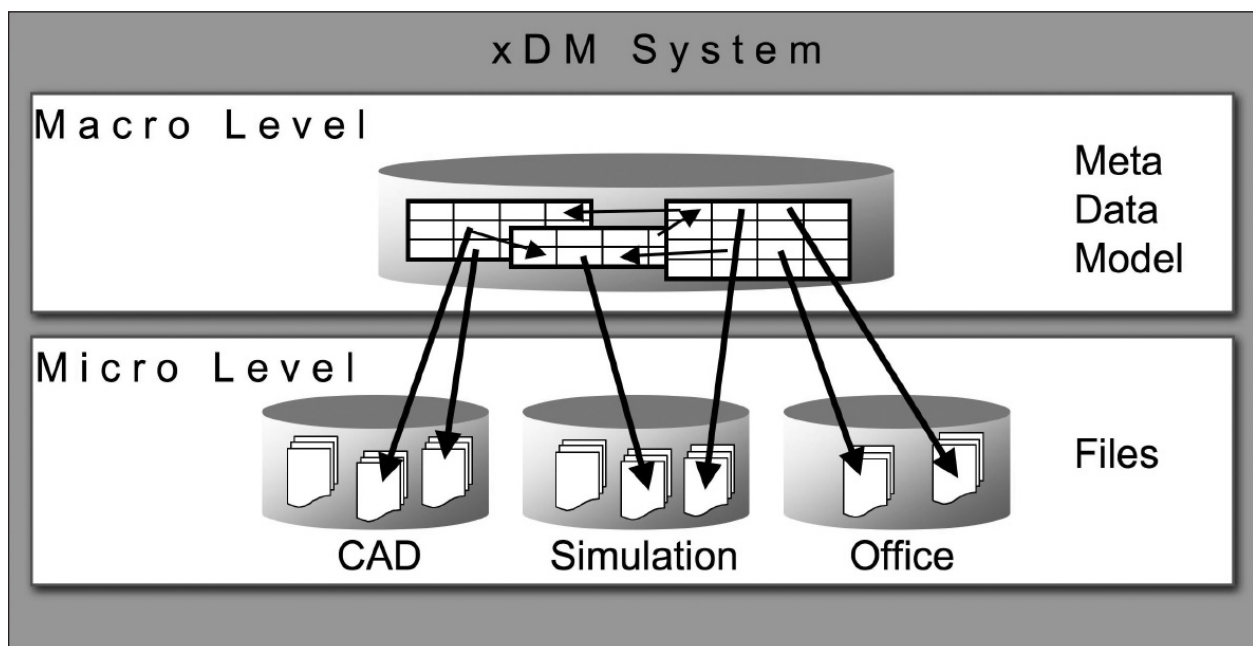 xDM System
Macro Level
Meta
Data
Model
Micro Level
Files
CAD
Simulation
Office